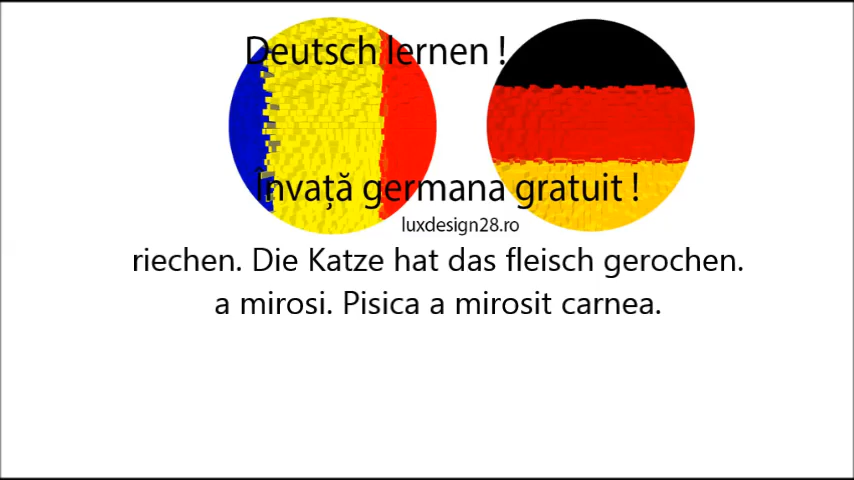 Deutsch lernen !
Învață germana gratuit !
luxdesign28.ro
riechen. Die Katze hat das fleisch gerochen.
a mirosi. Pisica a mirosit carnea.